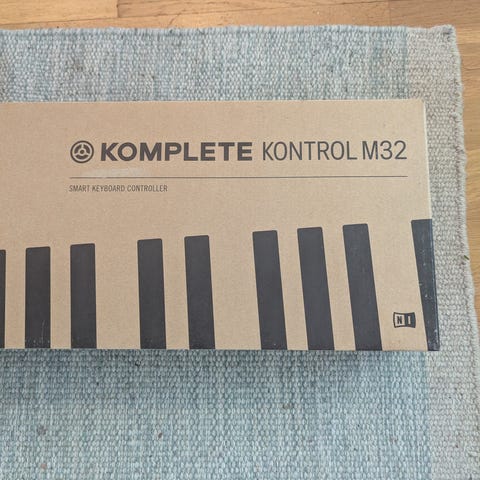 KOMPLETE KONTROL M32
SMART KEYBOARD CONTROLLER
NI